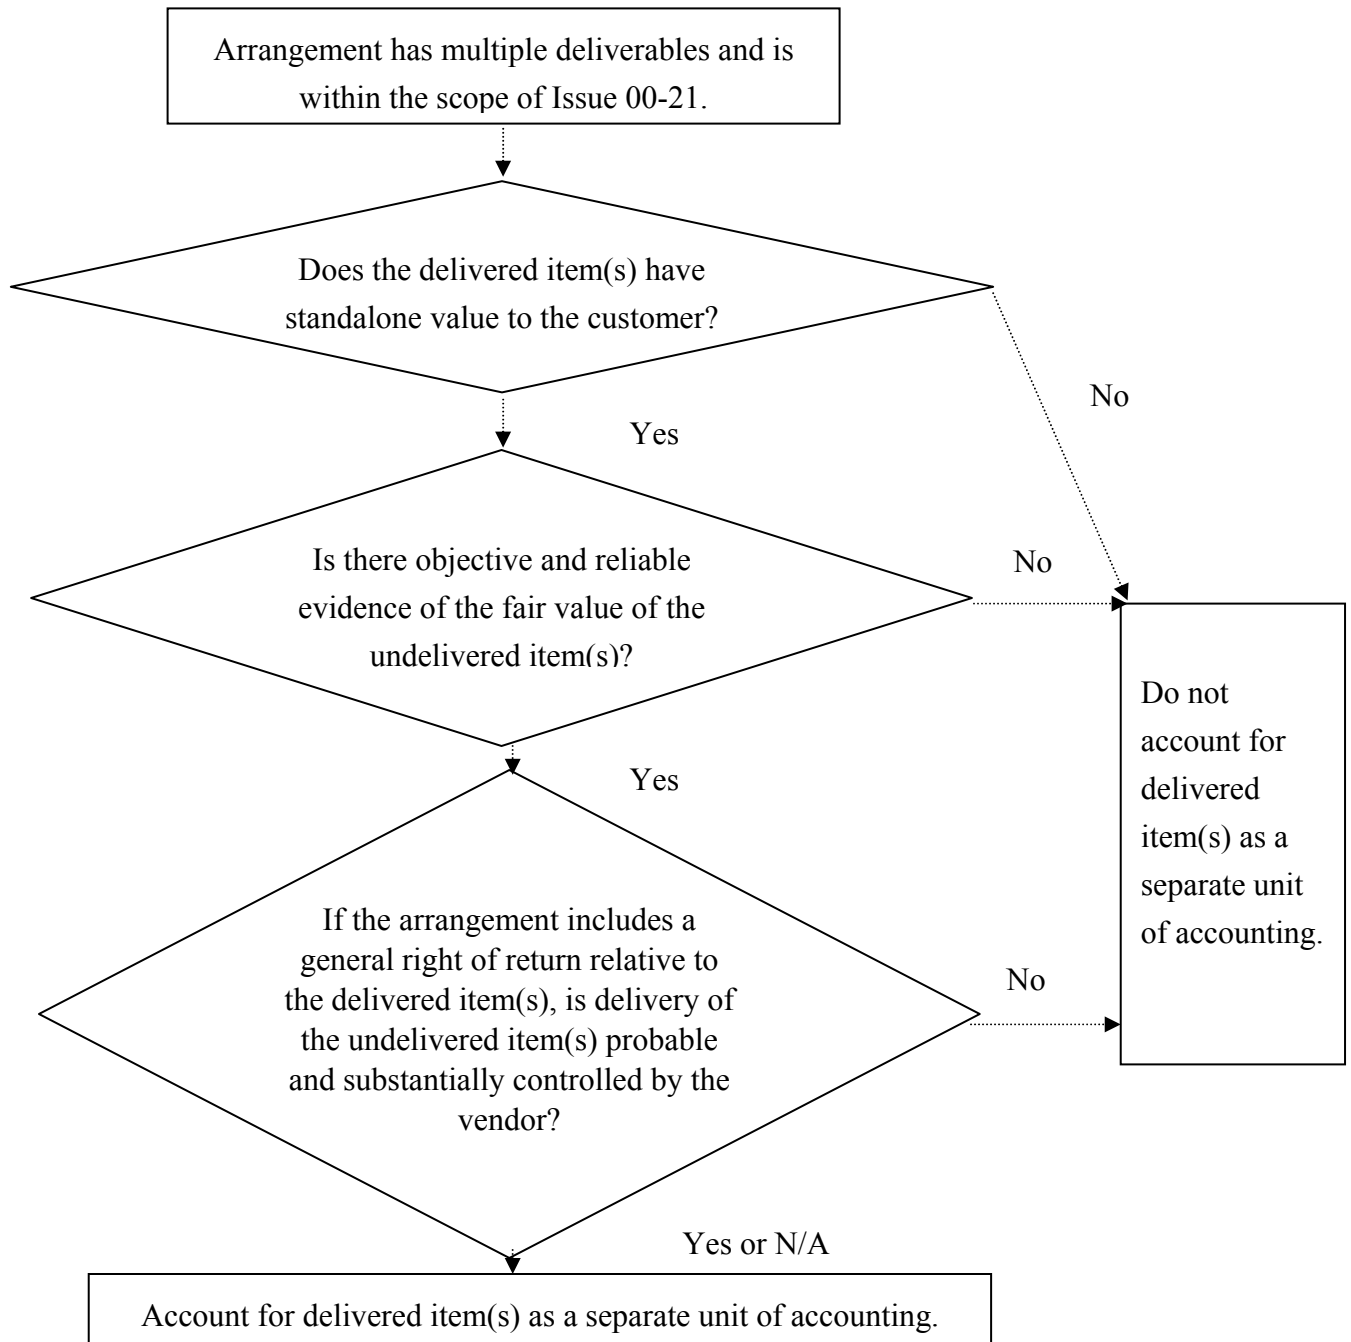 Arrangement has multiple deliverables and is
within the scope of Issue 00-21.
Does the delivered item(s) have
standalone value to the customer?
No
Yes
Is there objective and reliable
evidence of the fair value of the
undelivered item(s)?
No
Do not
account for
delivered
item(s) as a
separate unit
of accounting.
Yes
If the arrangement includes a
general right of return relative to
the delivered item(s), is delivery of
the undelivered item(s) probable
and substantially controlled by the
vendor?
No
Yes or N/A
Account for delivered item(s) as a separate unit of accounting.